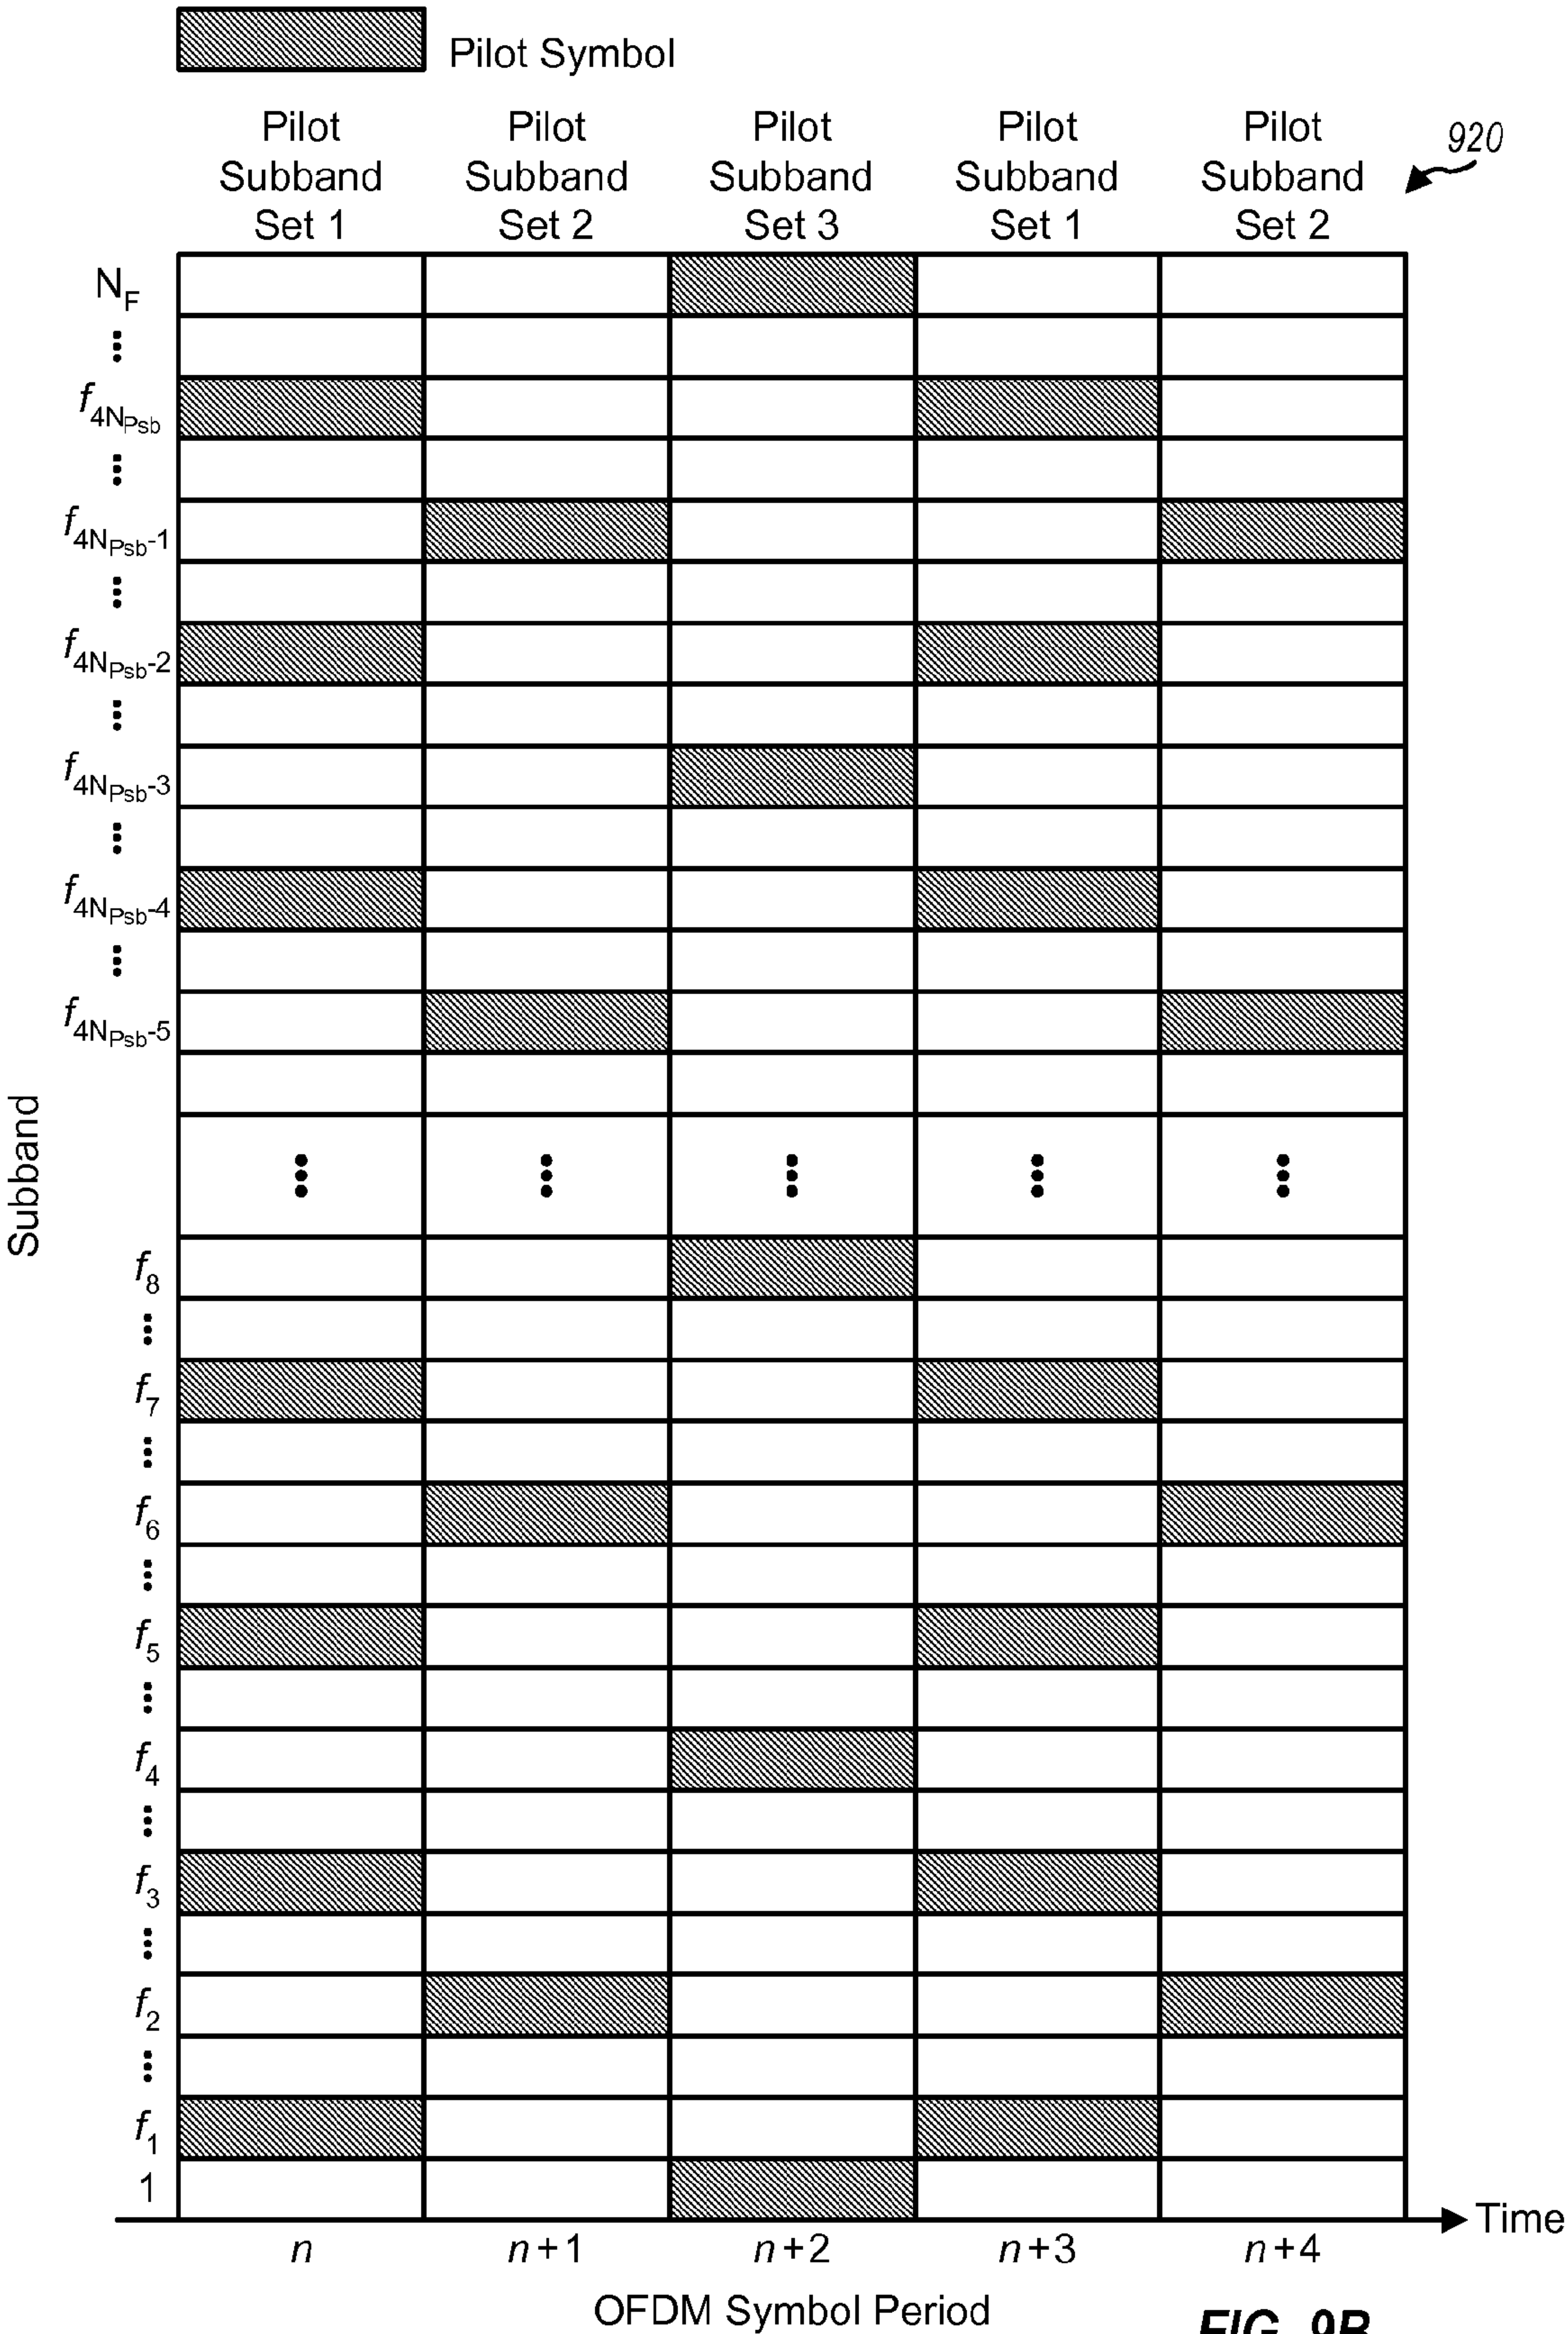 Pilot Symbol
Pilot Subband Set 1
Pilot Subband Set 2
Pilot Subband Set 3
Pilot Subband Set 1
Pilot Subband Set 2
920
N_F
f_4N_Psb
f_4N_Psb-1
f_4N_Psb-2
f_4N_Psb-3
f_4N_Psb-4
f_4N_Psb-5
Subband
f_8
f_7
f_6
f_5
f_4
f_3
f_2
f_1
1
Time
n
n+1
n+2
n+3
n+4
OFDM Symbol Period
FIG. 9B